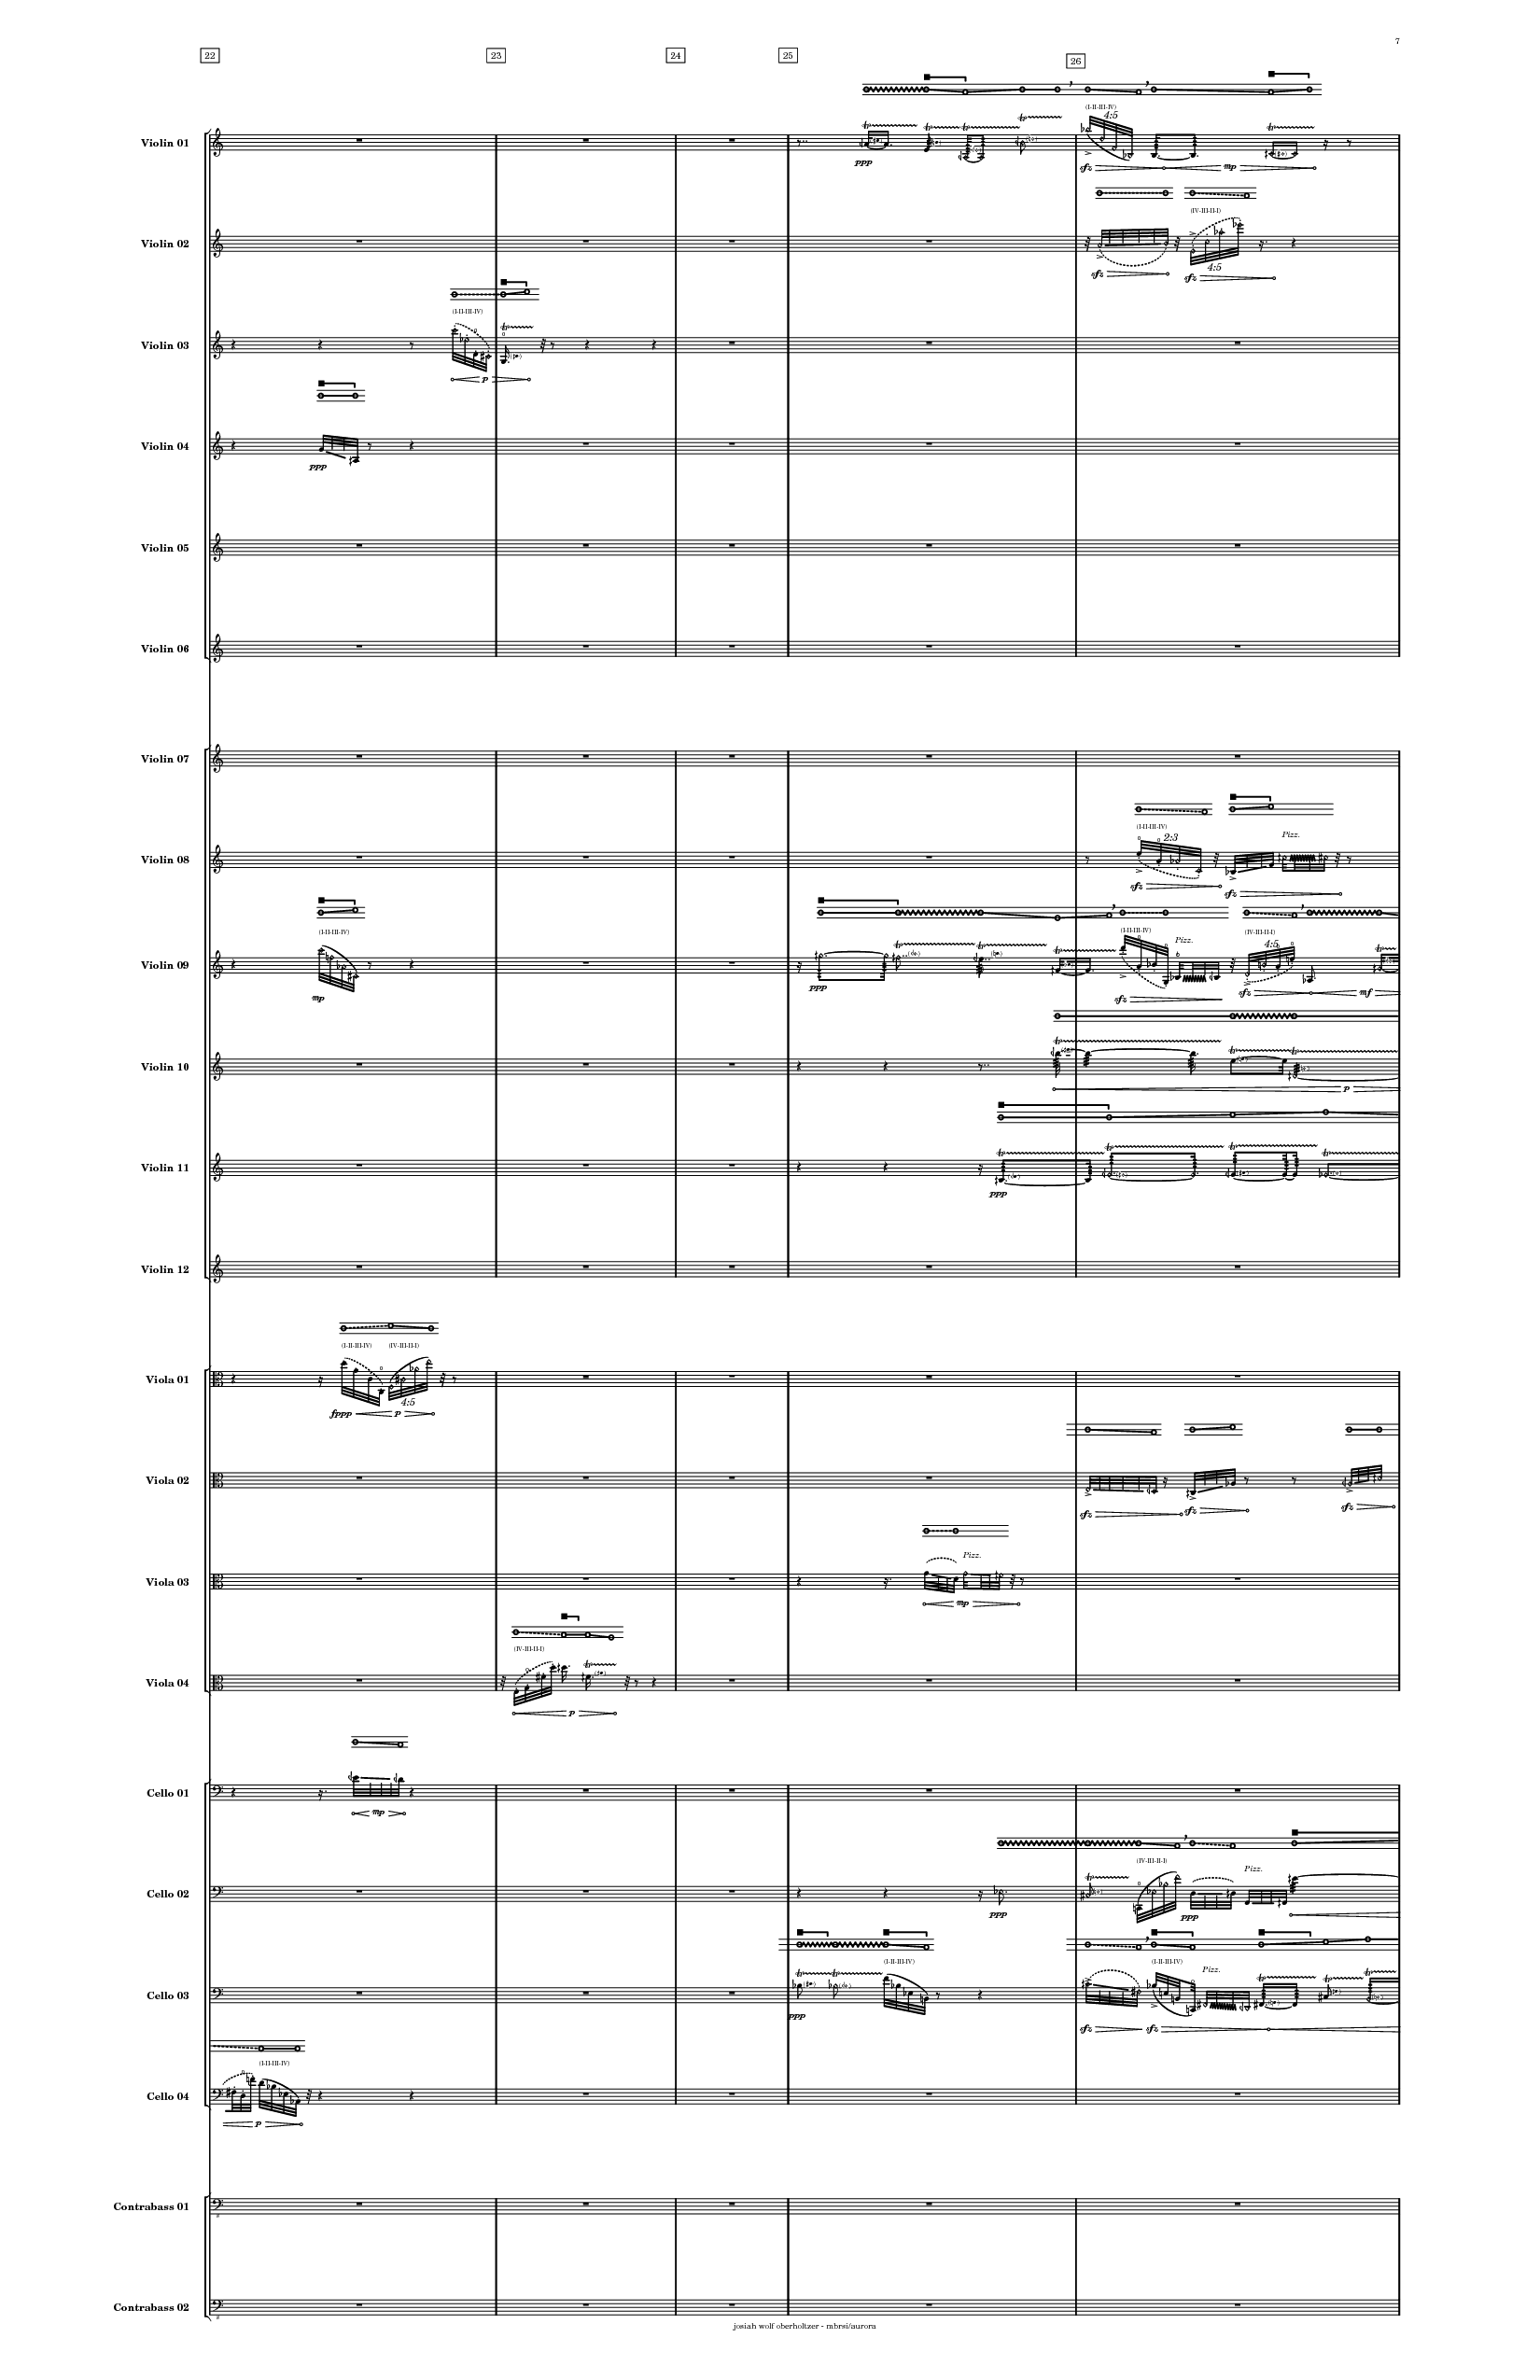 7
22 23 24 25 26
(I-II-III-IV) 4:5
Violin 01
ppp sfz mp
(IV-III-II-I)
Violin 02
sfz sfz 4:5
(I-II-III-IV)
Violin 03
p
Violin 04
ppp
Violin 05
Violin 06
Violin 07
(I-II-III-IV) 2:3 Pizz.
Violin 08
sfz sfz
(I-II-III-IV) (I-II-III-IV) Pizz. (IV-III-II-I) 4:5
Violin 09
mp ppp sfz sfz mf
Violin 10
p
Violin 11
ppp
Violin 12
(I-II-III-IV) (IV-III-II-I)
Viola 01
4:5
fppp p
Viola 02
sfz sfz sfz
Pizz.
Viola 03
mp
(IV-III-II-I)
Viola 04
p
Cello 01
mp
(IV-III-II-I) Pizz.
Cello 02
ppp ppp
(I-II-III-IV) (I-II-III-IV) Pizz.
Cello 03
ppp sfz sfz
(I-II-III-IV)
Cello 04
p
Contrabass 01
Contrabass 02
josiah wolf oberholtzer - mbrsi/aurora